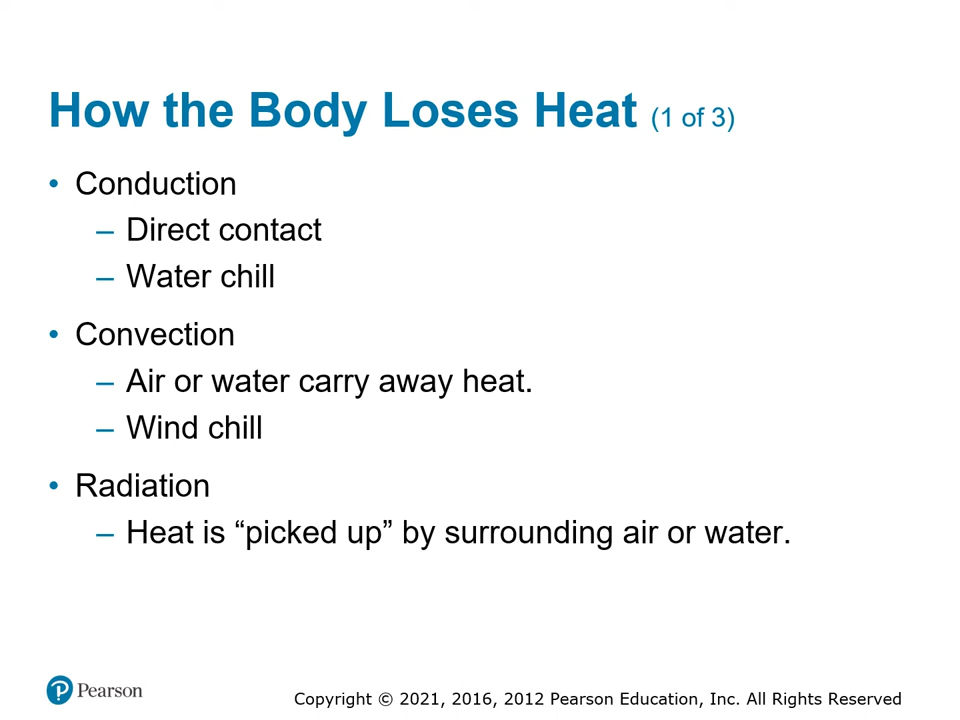 How the Body Loses Heat (1 of 3)
• Conduction
– Direct contact
– Water chill
• Convection
– Air or water carry away heat.
– Wind chill
• Radiation
– Heat is “picked up” by surrounding air or water.
Pearson
Copyright © 2021, 2016, 2012 Pearson Education, Inc. All Rights Reserved